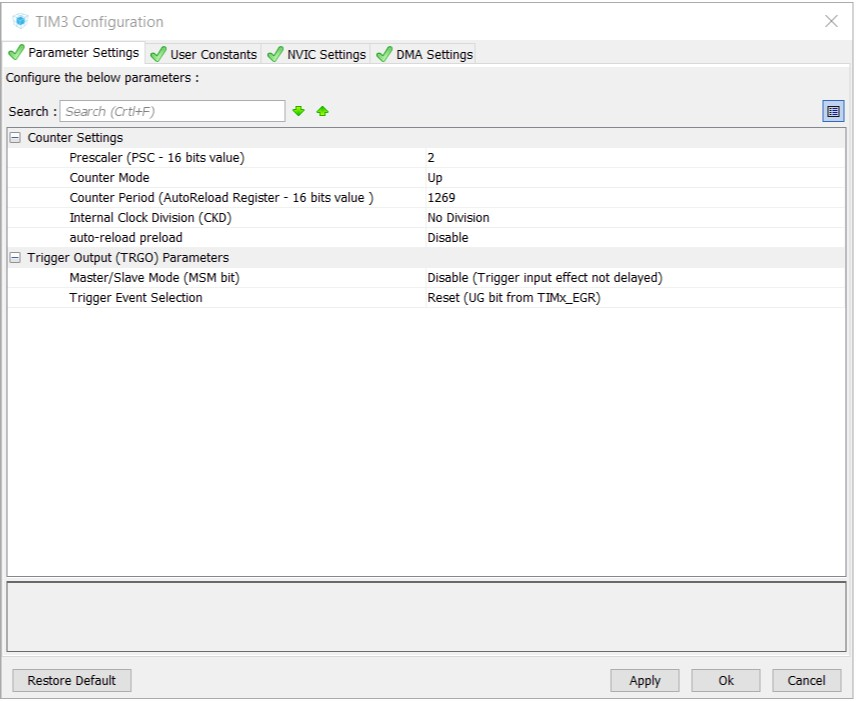 TIM3 Configuration
Parameter Settings User Constants NVIC Settings DMA Settings
Configure the below parameters :
Search : Search (Crtl+F)
Counter Settings
Prescaler (PSC - 16 bits value) 2
Counter Mode Up
Counter Period (AutoReload Register - 16 bits value ) 1269
Internal Clock Division (CKD) No Division
auto-reload preload Disable
Trigger Output (TRGO) Parameters
Master/Slave Mode (MSM bit) Disable (Trigger input effect not delayed)
Trigger Event Selection Reset (UG bit from TIMx_EGR)
Restore Default Apply Ok Cancel